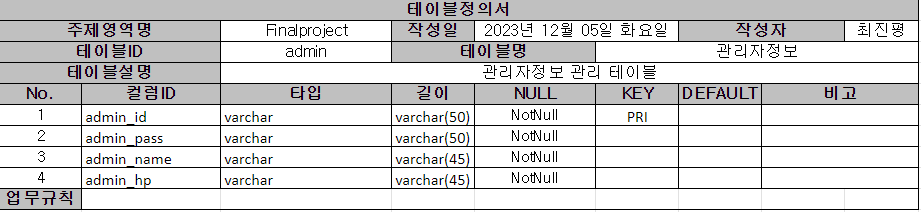 테이블정의서
주제영역명 Finalproject 작성일 2023년 12월 05일 화요일 작성자 최진평
테이블ID admin 테이블명 관리자정보
테이블설명 관리자정보 관리 테이블
No. 컬럼ID 타입 길이 NULL KEY DEFAULT 비고
1 admin_id varchar varchar(50) NotNull PRI
2 admin_pass varchar varchar(50) NotNull
3 admin_name varchar varchar(45) NotNull
4 admin_hp varchar varchar(45) NotNull
업무규칙